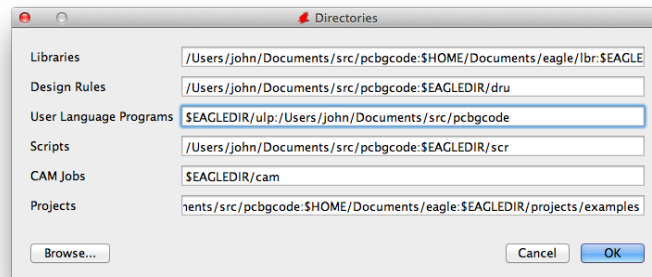 Directories
Libraries /Users/john/Documents/src/pcbgcode:$HOME/Documents/eagle/lbr:$EAGLE
Design Rules /Users/john/Documents/src/pcbgcode:$EAGLEDIR/dru
User Language Programs $EAGLEDIR/ulp:/Users/john/Documents/src/pcbgcode
Scripts /Users/john/Documents/src/pcbgcode:$EAGLEDIR/scr
CAM Jobs $EAGLEDIR/cam
Projects nents/src/pcbgcode:$HOME/Documents/eagle:$EAGLEDIR/projects/examples
Browse... Cancel OK